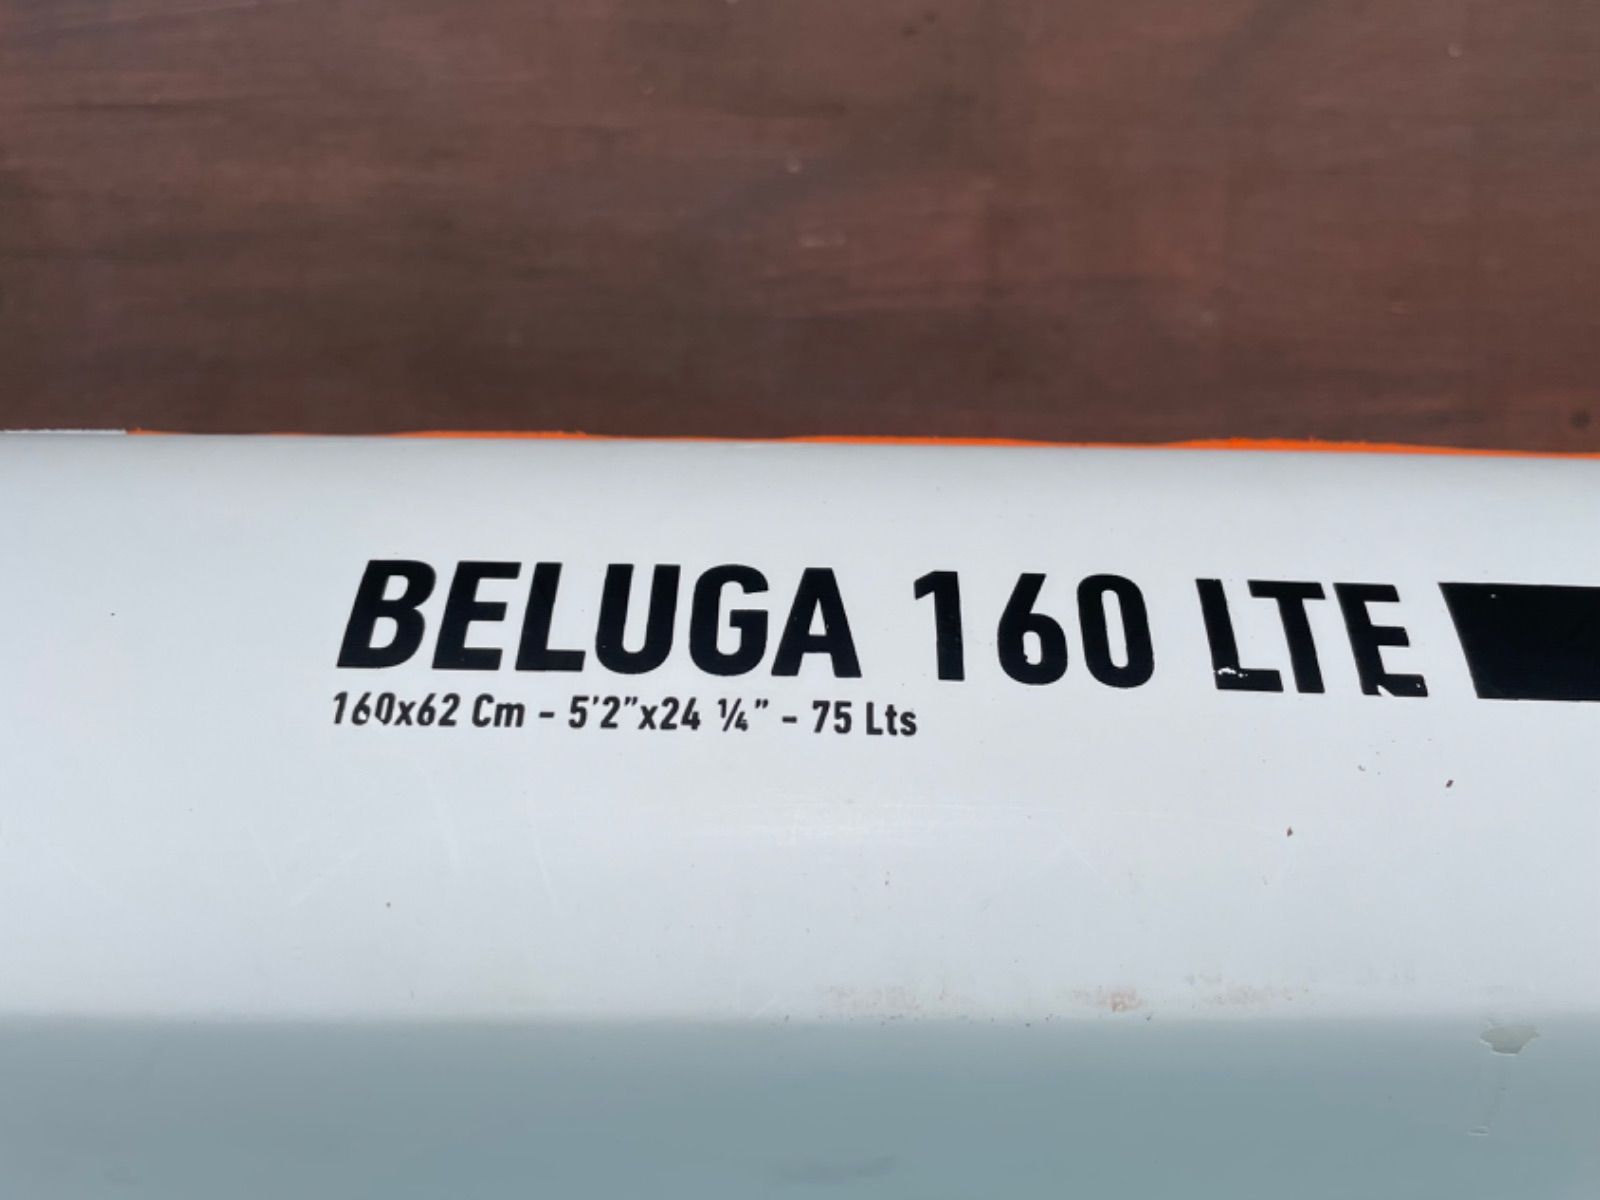 BELUGA 160 LTE
160x62 Cm - 5'2"x24 ¼" - 75 Lts